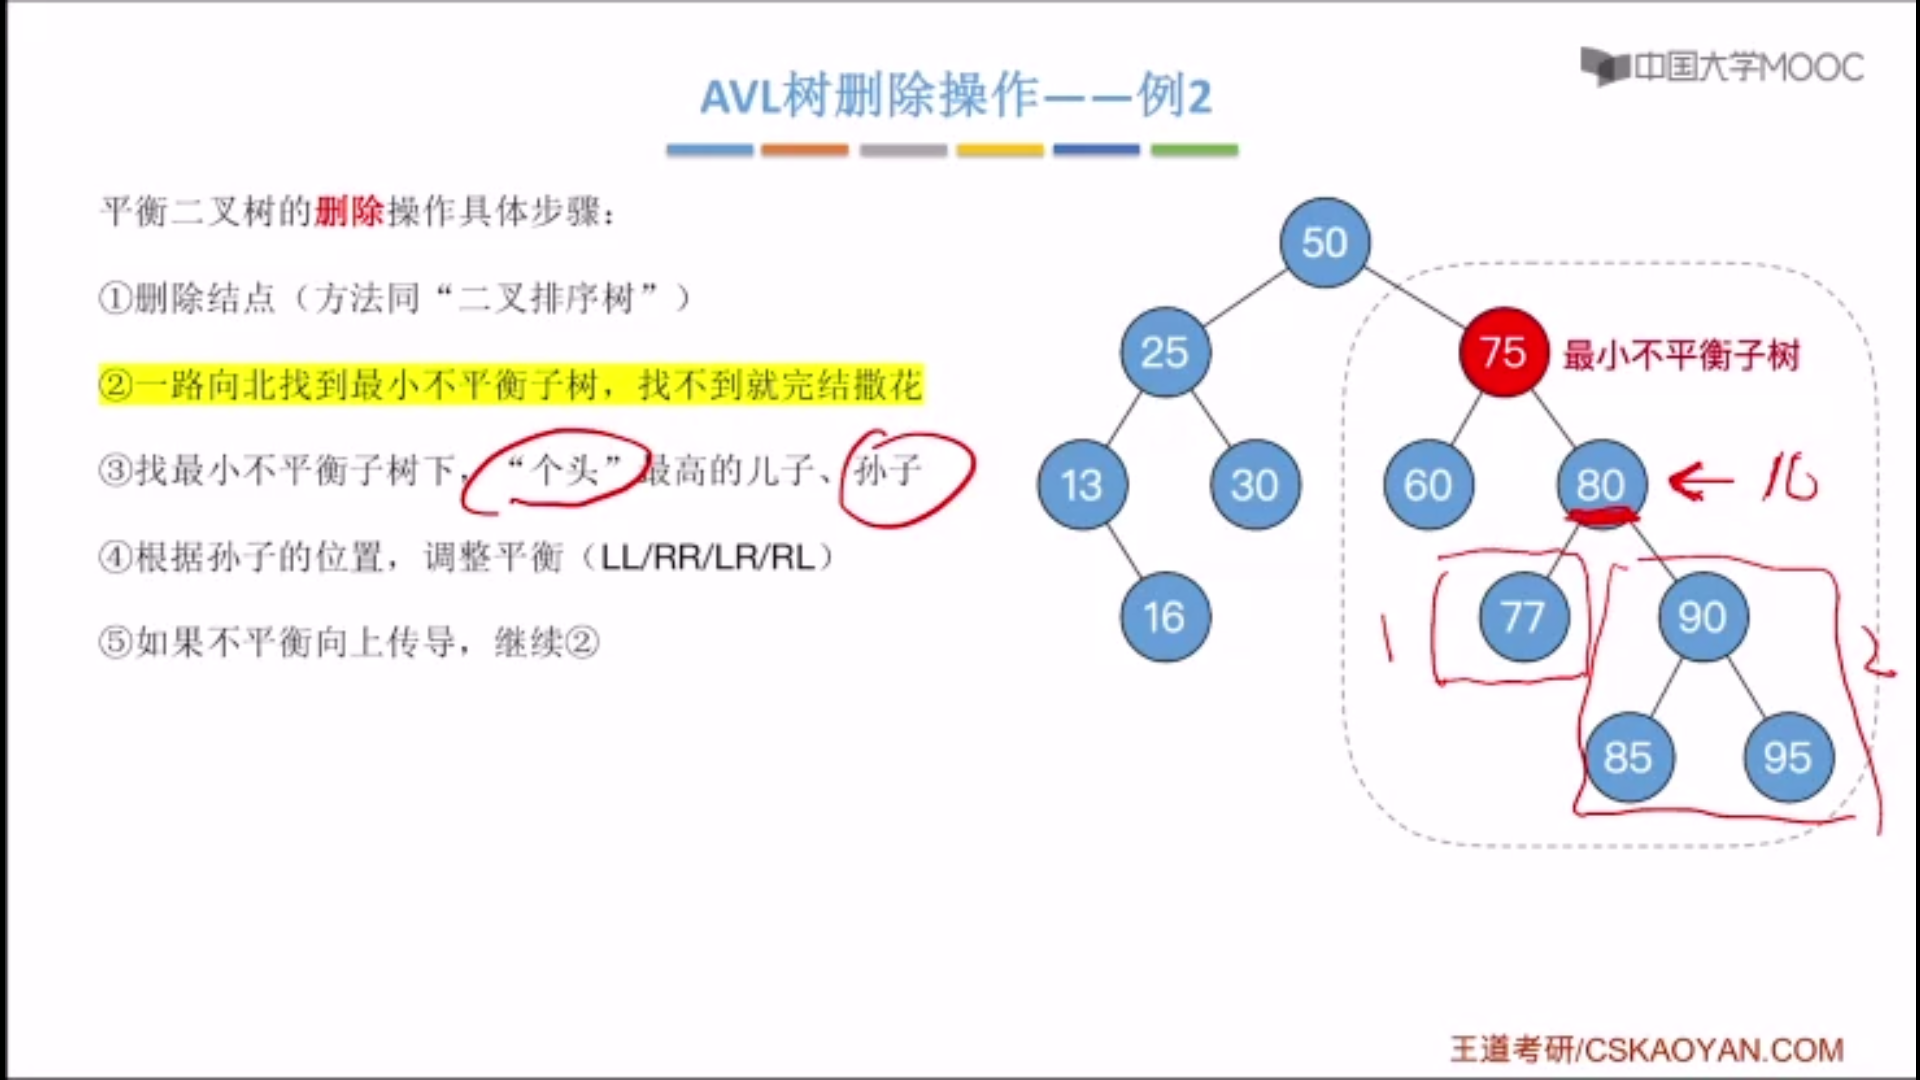 中国大学MOOC
AVL树删除操作——例2
平衡二叉树的删除操作具体步骤：
①删除结点（方法同“二叉排序树”）
②一路向北找到最小不平衡子树，找不到就完结撒花
③找最小不平衡子树下，“个头”最高的儿子、孙子
④根据孙子的位置，调整平衡（LL/RR/LR/RL）
⑤如果不平衡向上传导，继续②
50
25
75
最小不平衡子树
13
30
60
80
16
77
90
1
2
85
95
王道考研/CSKAOYAN.COM